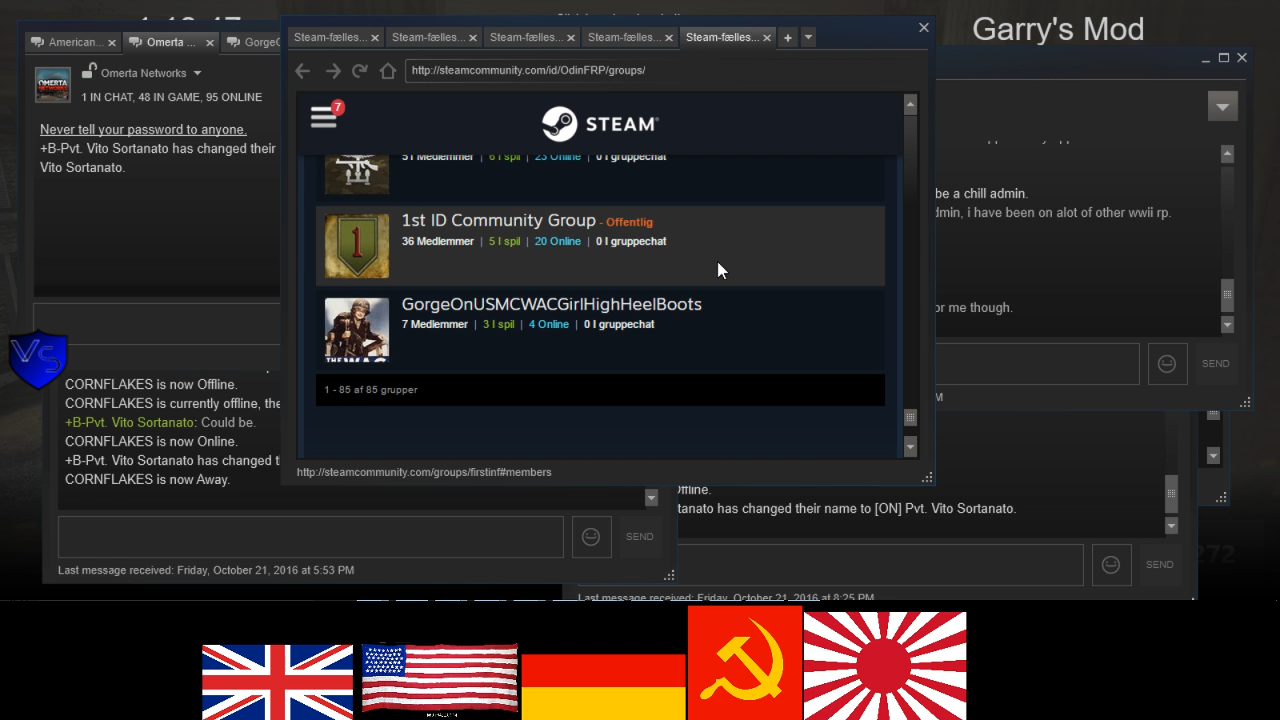 Garry's Mod
American...
Omerta ...
GorgeC
Steam-fælles...
Steam-fælles...
Steam-fælles...
Steam-fælles...
Steam-fælles...
http://steamcommunity.com/id/OdinFRP/groups/
OMERTA
Omerta Networks
1 IN CHAT, 48 IN GAME, 95 ONLINE
Never tell your password to anyone.
+B-Pvt. Vito Sortanato has changed their
Vito Sortanato.
7
STEAM
51 Medlemmer | 6 I spil | 23 Online | 0 I gruppechat
1st ID Community Group - Offentlig
36 Medlemmer | 5 I spil | 20 Online | 0 I gruppechat
GorgeOnUSMCWACGirlHighHeelBoots
7 Medlemmer | 3 I spil | 4 Online | 0 I gruppechat
1 - 85 af 85 grupper
http://steamcommunity.com/groups/firstinf#members
be a chill admin.
dmin, i have been on alot of other wwii rp.
or me though.
SEND
M
VS
CORNFLAKES is now Offline.
CORNFLAKES is currently offline, the
+B-Pvt. Vito Sortanato: Could be.
CORNFLAKES is now Online.
+B-Pvt. Vito Sortanato has changed t
CORNFLAKES is now Away.
SEND
Last message received: Friday, October 21, 2016 at 5:53 PM
Offline.
tanato has changed their name to [ON] Pvt. Vito Sortanato.
SEND
Last message received: Friday, October 21, 2016 at 8:25 PM
272